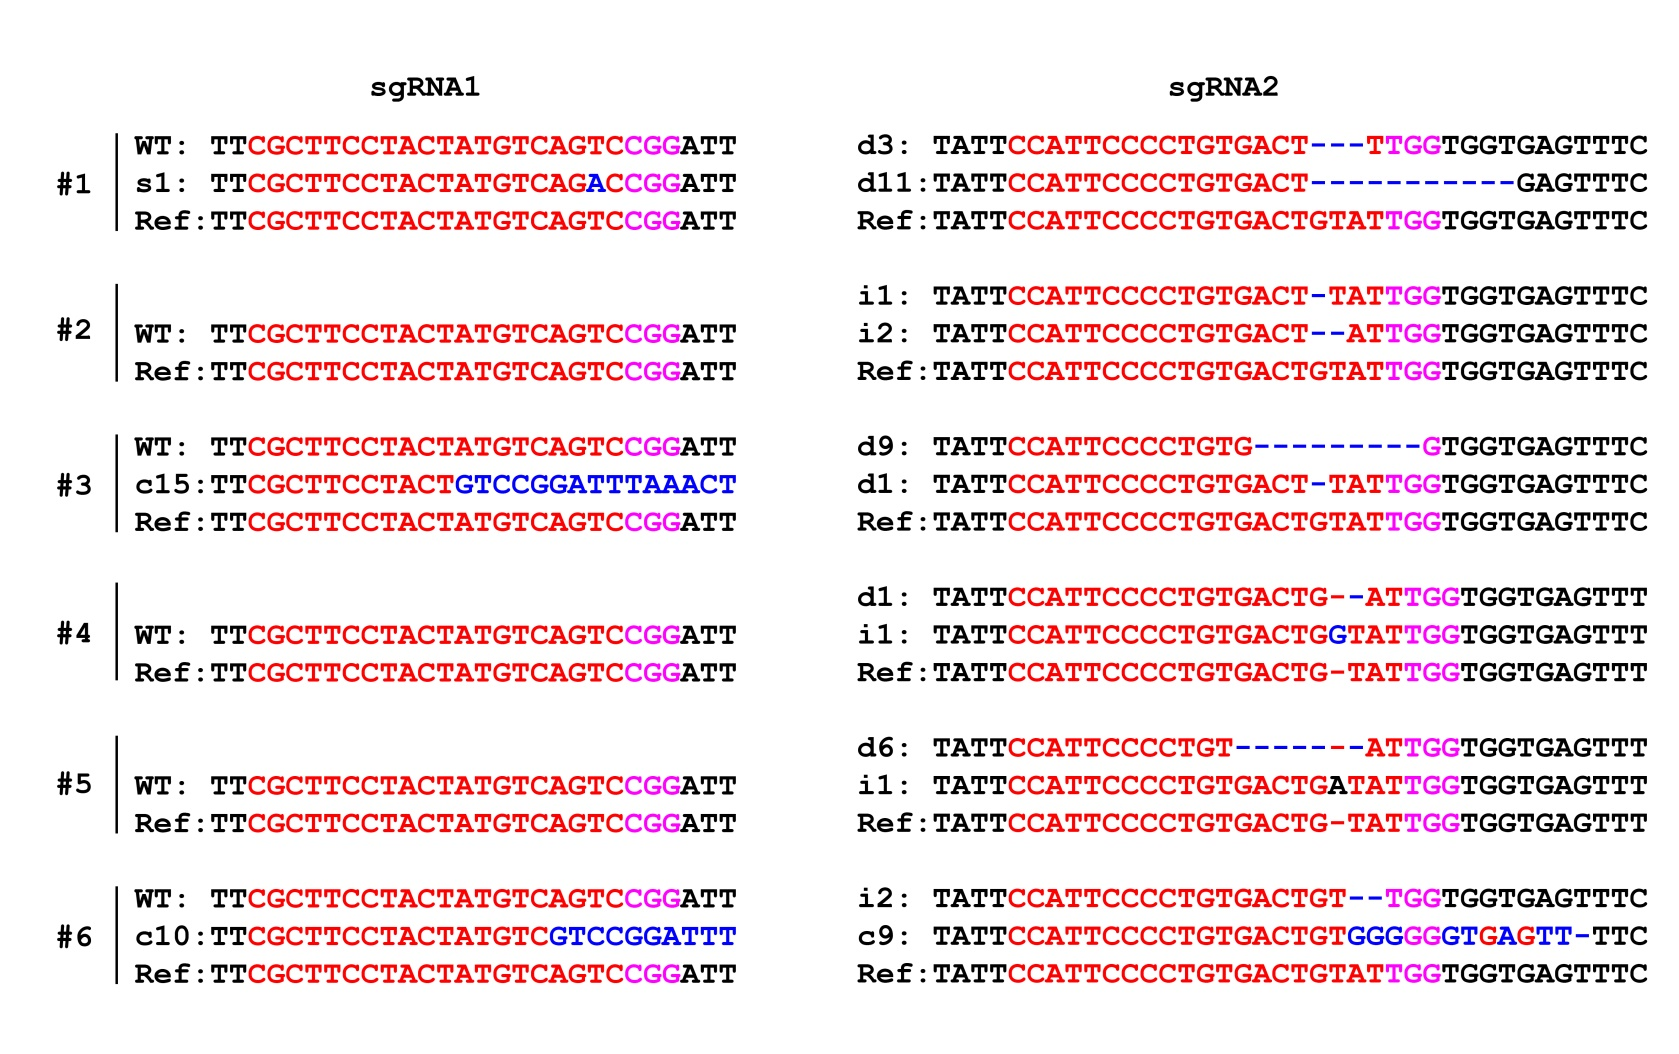 sgRNA1 sgRNA2
WT: TTCGCTTCCTACTATGTCAGTCCGGATT d3: TATTCCATTCCCCTGTGACT---TTGGTGGTGAGTTTC
#1 s1: TTCGCTTCCTACTATGTCAGACCGGATT d11:TATTCCATTCCCCTGTGACT-----------GAGTTTC
Ref:TTCGCTTCCTACTATGTCAGTCCGGATT Ref:TATTCCATTCCCCTGTGACTGTATTGGTGGTGAGTTTC
i1: TATTCCATTCCCCTGTGACT-TATTGGTGGTGAGTTTC
#2 WT: TTCGCTTCCTACTATGTCAGTCCGGATT i2: TATTCCATTCCCCTGTGACT--ATTGGTGGTGAGTTTC
Ref:TTCGCTTCCTACTATGTCAGTCCGGATT Ref:TATTCCATTCCCCTGTGACTGTATTGGTGGTGAGTTTC
WT: TTCGCTTCCTACTATGTCAGTCCGGATT d9: TATTCCATTCCCCTGTG---------GTGGTGAGTTTC
#3 c15:TTCGCTTCCTACTGTCCGGATTTAAACT d1: TATTCCATTCCCCTGTGACT-TATTGGTGGTGAGTTTC
Ref:TTCGCTTCCTACTATGTCAGTCCGGATT Ref:TATTCCATTCCCCTGTGACTGTATTGGTGGTGAGTTTC
d1: TATTCCATTCCCCTGTGACTG--ATTGGTGGTGAGTTT
#4 WT: TTCGCTTCCTACTATGTCAGTCCGGATT i1: TATTCCATTCCCCTGTGACTGGTATTGGTGGTGAGTTT
Ref:TTCGCTTCCTACTATGTCAGTCCGGATT Ref:TATTCCATTCCCCTGTGACTG-TATTGGTGGTGAGTTT
d6: TATTCCATTCCCCTGT-------ATTGGTGGTGAGTTT
#5 WT: TTCGCTTCCTACTATGTCAGTCCGGATT i1: TATTCCATTCCCCTGTGACTGATATTGGTGGTGAGTTT
Ref:TTCGCTTCCTACTATGTCAGTCCGGATT Ref:TATTCCATTCCCCTGTGACTG-TATTGGTGGTGAGTTT
WT: TTCGCTTCCTACTATGTCAGTCCGGATT i2: TATTCCATTCCCCTGTGACTGT--TGGTGGTGAGTTTC
#6 c10:TTCGCTTCCTACTATGTCGTCCGGATTT c9: TATTCCATTCCCCTGTGACTGTGGGGGGTGAGTT-TTC
Ref:TTCGCTTCCTACTATGTCAGTCCGGATT Ref:TATTCCATTCCCCTGTGACTGTATTGGTGGTGAGTTTC